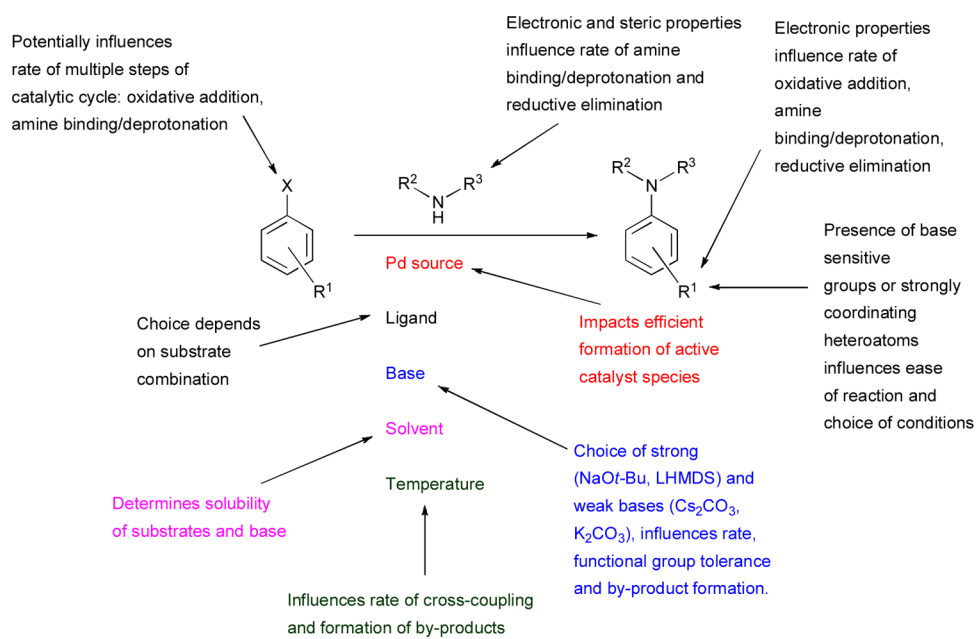 Potentially influences
rate of multiple steps of
catalytic cycle: oxidative addition,
amine binding/deprotonation
Electronic and steric properties
influence rate of amine
binding/deprotonation and
reductive elimination
Electronic properties
influence rate of
oxidative addition,
amine
binding/deprotonation,
reductive elimination
X
R¹
R² R³
N
H
R² R³
N
R¹
Pd source
Ligand
Base
Solvent
Temperature
Choice depends
on substrate
combination
Impacts efficient
formation of active
catalyst species
Presence of base
sensitive
groups or strongly
coordinating
heteroatoms
influences ease
of reaction and
choice of conditions
Determines solubility
of substrates and base
Choice of strong
(NaOt-Bu, LHMDS) and
weak bases (Cs₂CO₃,
K₂CO₃), influences rate,
functional group tolerance
and by-product formation.
Influences rate of cross-coupling
and formation of by-products